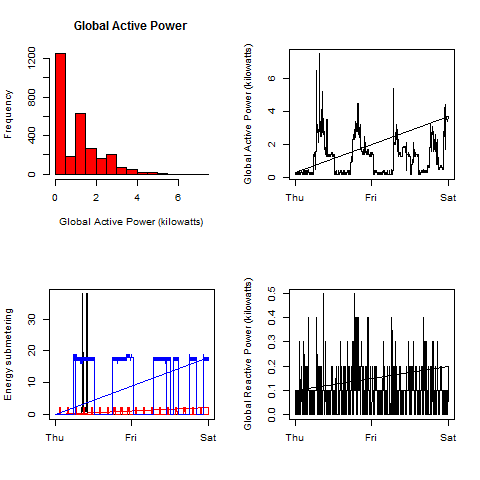 Global Active Power
Frequency
0 400 800 1200
0 2 4 6
Global Active Power (kilowatts)
Global Active Power (kilowatts)
0 2 4 6
Thu Fri Sat
Energy submetering
0 10 20 30
Thu Fri Sat
Global Reactive Power (kilowatts)
0.0 0.1 0.2 0.3 0.4 0.5
Thu Fri Sat